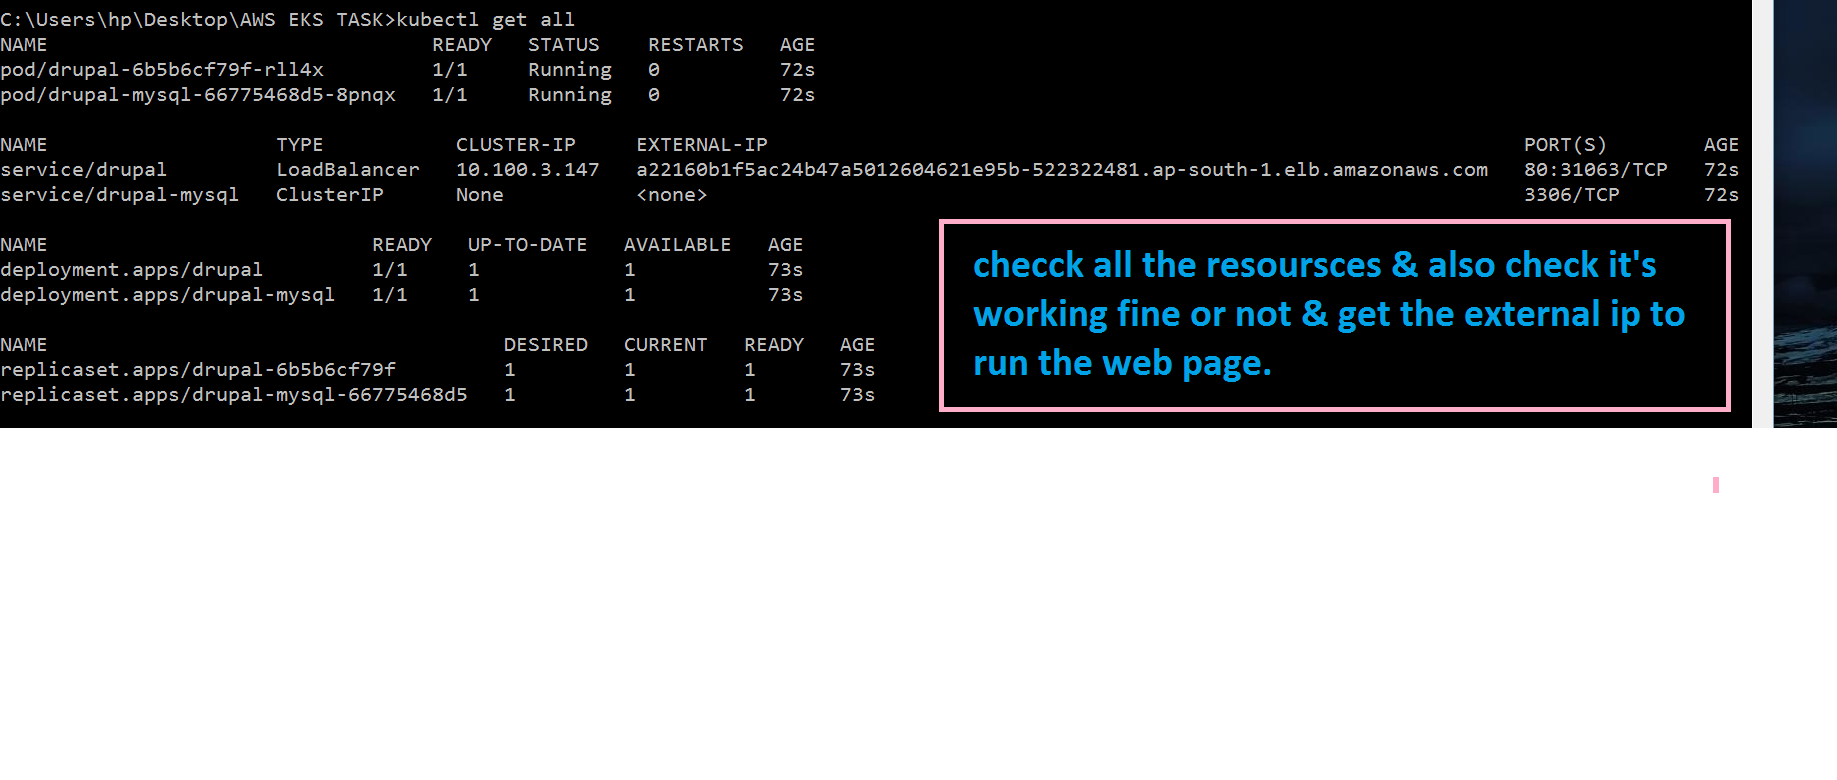 C:\Users\hp\Desktop\AWS EKS TASK>kubectl get all
NAME READY STATUS RESTARTS AGE
pod/drupal-6b5b6cf79f-rll4x 1/1 Running 0 72s
pod/drupal-mysql-66775468d5-8pnqx 1/1 Running 0 72s
NAME TYPE CLUSTER-IP EXTERNAL-IP PORT(S) AGE
service/drupal LoadBalancer 10.100.3.147 a22160b1f5ac24b47a5012604621e95b-522322481.ap-south-1.elb.amazonaws.com 80:31063/TCP 72s
service/drupal-mysql ClusterIP None <none> 3306/TCP 72s
NAME READY UP-TO-DATE AVAILABLE AGE
deployment.apps/drupal 1/1 1 1 73s
deployment.apps/drupal-mysql 1/1 1 1 73s
NAME DESIRED CURRENT READY AGE
replicaset.apps/drupal-6b5b6cf79f 1 1 1 73s
replicaset.apps/drupal-mysql-66775468d5 1 1 1 73s
checck all the resoursces & also check it's
working fine or not & get the external ip to
run the web page.